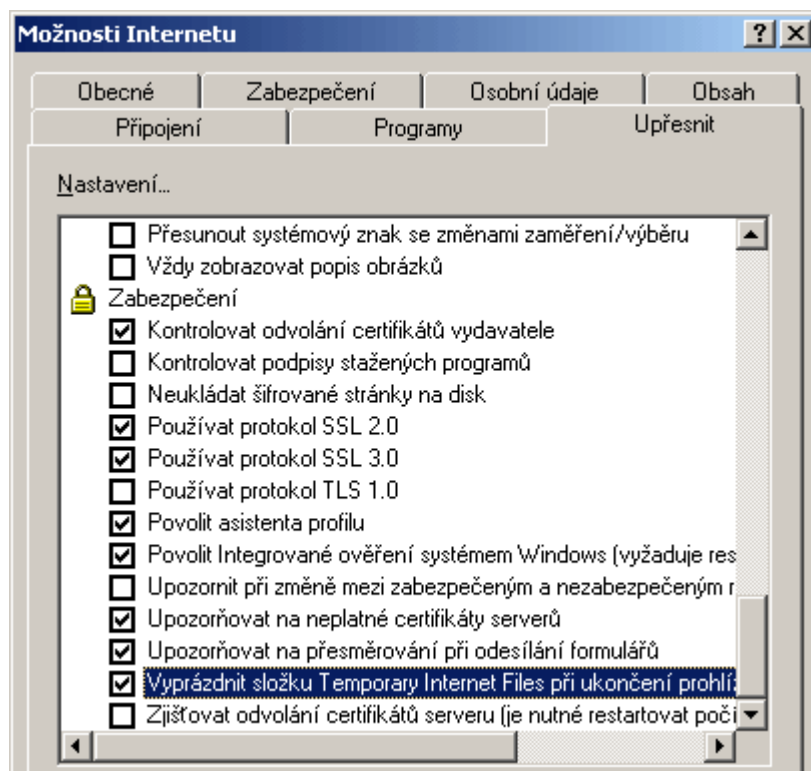 Možnosti Internetu
Obecné Zabezpečení Osobní údaje Obsah
Připojení Programy Upřesnit
Nastavení...
Přesunout systémový znak se změnami zaměření/výběru
Vždy zobrazovat popis obrázků
Zabezpečení
Kontrolovat odvolání certifikátů vydavatele
Kontrolovat podpisy stažených programů
Neukládat šifrované stránky na disk
Používat protokol SSL 2.0
Používat protokol SSL 3.0
Používat protokol TLS 1.0
Povolit asistenta profilu
Povolit Integrované ověření systémem Windows (vyžaduje res
Upozornit při změně mezi zabezpečeným a nezabezpečeným r
Upozorňovat na neplatné certifikáty serverů
Upozorňovat na přesměrování při odesílání formulářů
Vyprázdnit složku Temporary Internet Files při ukončení prohlí
Zjišťovat odvolání certifikátů serveru (je nutné restartovat počí